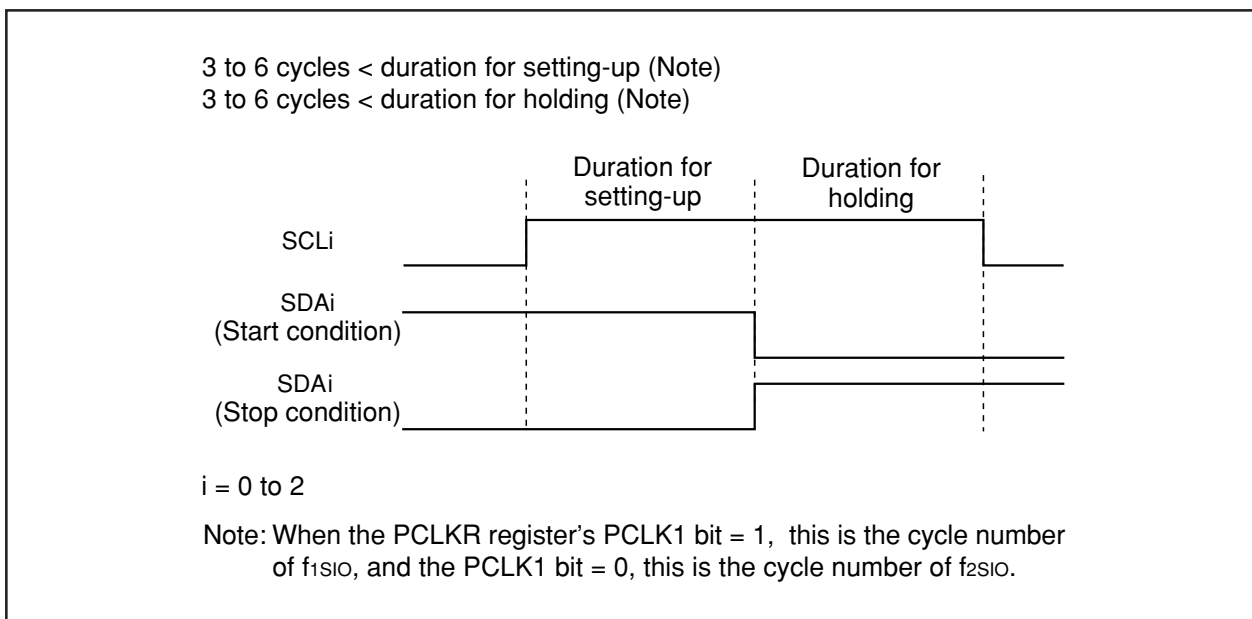 3 to 6 cycles < duration for setting-up (Note)
3 to 6 cycles < duration for holding (Note)
Duration for
setting-up
Duration for
holding
SCLi
SDAi
(Start condition)
SDAi
(Stop condition)
i = 0 to 2
Note: When the PCLKR register’s PCLK1 bit = 1, this is the cycle number
of f1SIO, and the PCLK1 bit = 0, this is the cycle number of f2SIO.